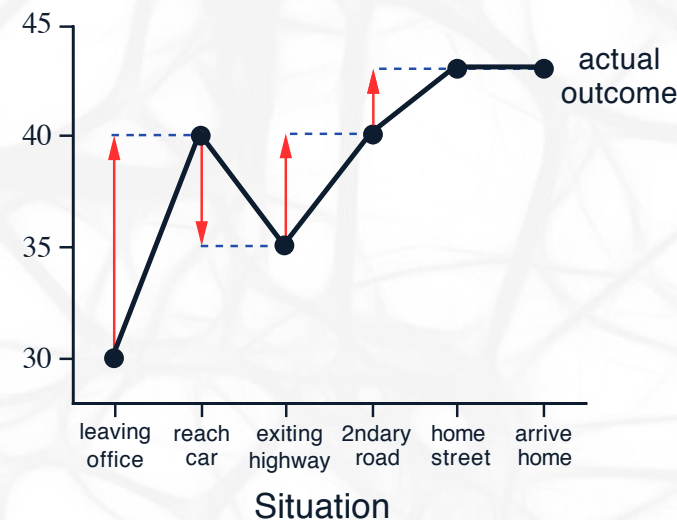 45
40
35
30
actual
outcome
leaving
office
reach
car
exiting
highway
2ndary
road
home
street
arrive
home
Situation